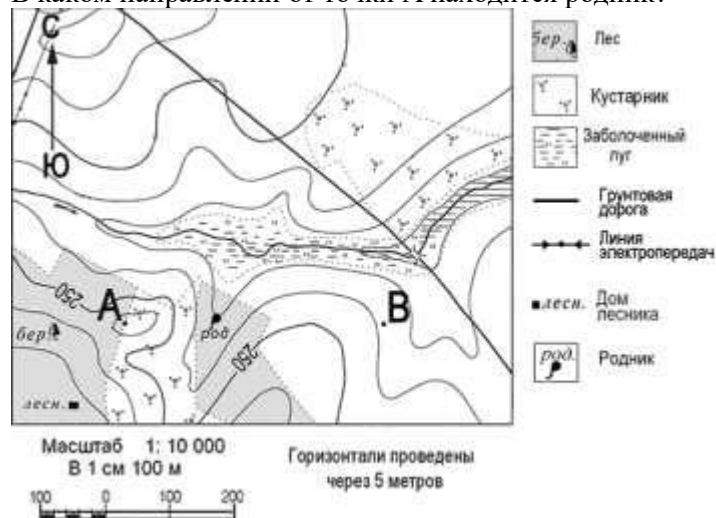 В каком направлении от точки А находится родник?
С
Ю
250
А
бер.
род
250
В
лесн.
бер.
Лес
Кустарник
Заболоченный
луг
Грунтовая
дорога
Линия
электропередач
лесн.
Дом
лесника
род.
Родник
Масштаб 1: 10 000
В 1 см 100 м
100 0 100 200
Горизонтали проведены
через 5 метров